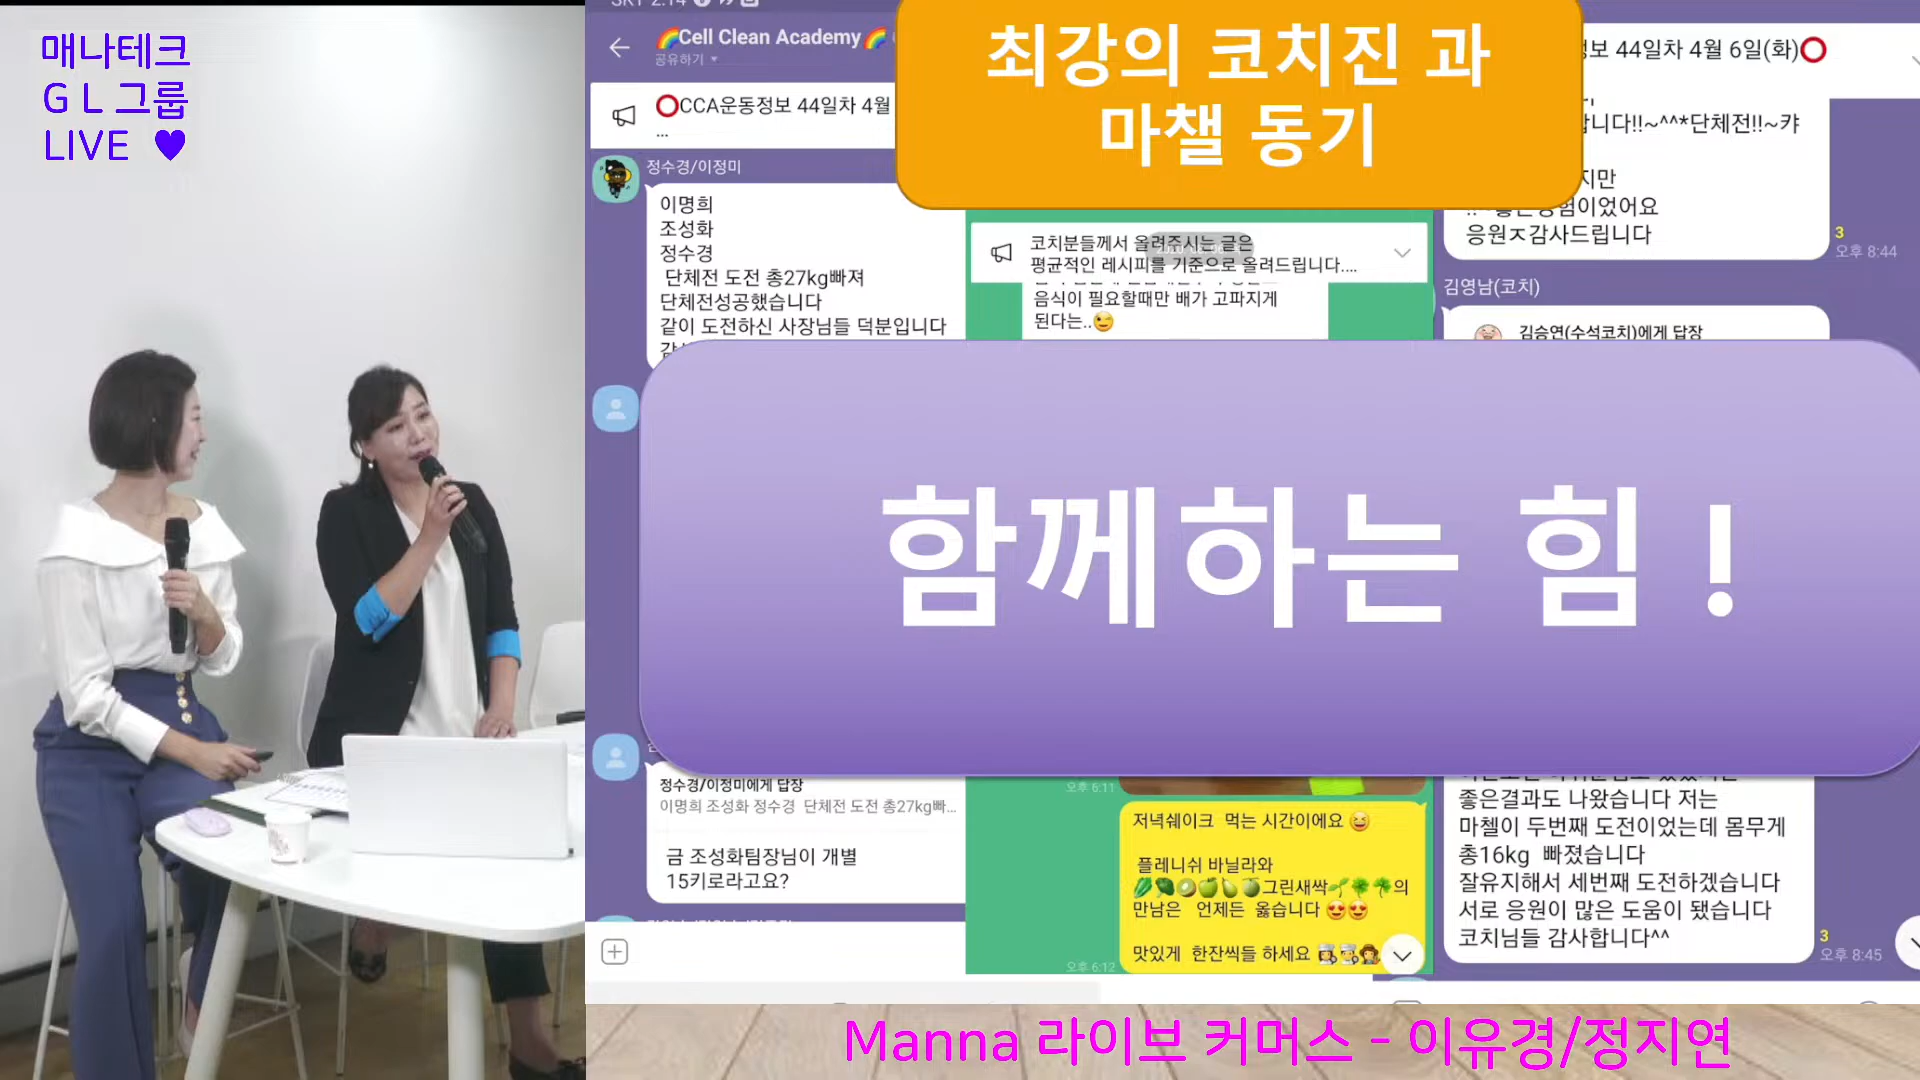 매나테크
G L 그룹
LIVE ♥
🌈Cell Clean Academy🌈
공유하기
⭕CCA운동정보 44일차 4월
...
정수경/이정미
이명희
조성화
정수경
단체전 도전 총27kg빠져
단체전성공했습니다
같이 도전하신 사장님들 덕분입니다
최강의 코치진 과
마챌 동기
코치분들께서 올려주시는 글은
평균적인 레시피를 기준으로 올려드립니다....
음식이 필요할때만 배가 고파지게
된다는..😉
44일차 4월 6일(화)⭕
니다!!~^^*단체전!!~캬
지만
이었어요
응원ㅈ감사드립니다
3
오후 8:44
김영남(코치)
김승연(수석코치)에게 답장
함께하는 힘 !
정수경/이정미에게 답장
이명희 조성화 정수경 단체전 도전 총27kg빠...
금 조성화팀장님이 개별
15키로라고요?
오후 6:11
저녁쉐이크 먹는 시간이에요 😆
플레니쉬 바닐라와
🥒🥦🥝🍏🍐🍈그린새싹🌱🍀🌴의
만남은 언제든 옳습니다 😍😍
맛있게 한잔씩들 하세요 👩‍🍳👨‍🍳👩‍🌾
오후 6:12
좋은결과도 나왔습니다 저는
마첼이 두번째 도전이었는데 몸무게
총16kg 빠졌습니다
잘유지해서 세번째 도전하겠습니다
서로 응원이 많은 도움이 됐습니다
코치님들 감사합니다^^
3
오후 8:45
Manna 라이브 커머스 - 이유경/정지연